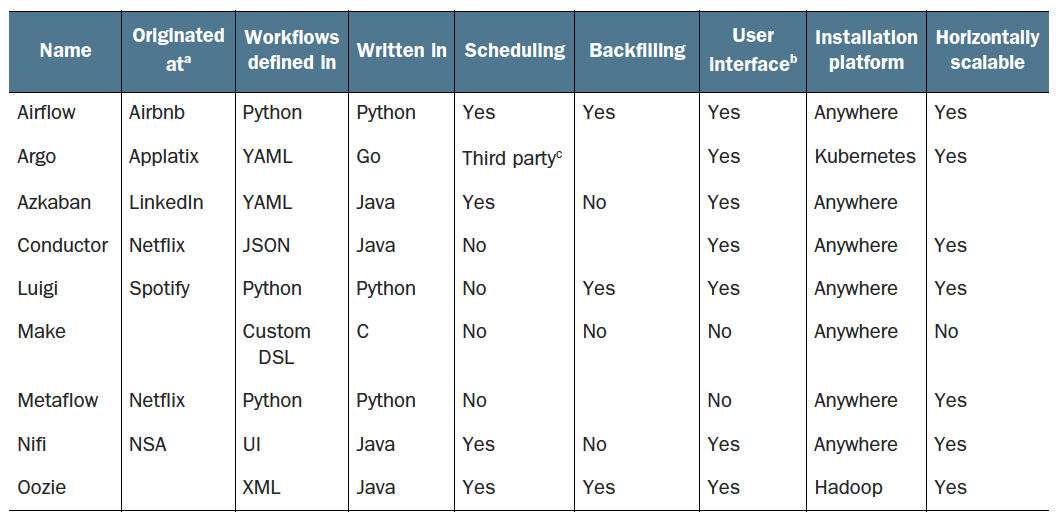 Name Originated at^a Workflows defined in Written in Scheduling Backfilling User interface^b Installation platform Horizontally scalable
Airflow Airbnb Python Python Yes Yes Yes Anywhere Yes
Argo Applatix YAML Go Third party^c Yes Kubernetes Yes
Azkaban LinkedIn YAML Java Yes No Yes Anywhere
Conductor Netflix JSON Java No Yes Anywhere Yes
Luigi Spotify Python Python No Yes Yes Anywhere Yes
Make Custom DSL C No No No Anywhere No
Metaflow Netflix Python Python No No Anywhere Yes
Nifi NSA UI Java Yes No Yes Anywhere Yes
Oozie XML Java Yes Yes Yes Hadoop Yes